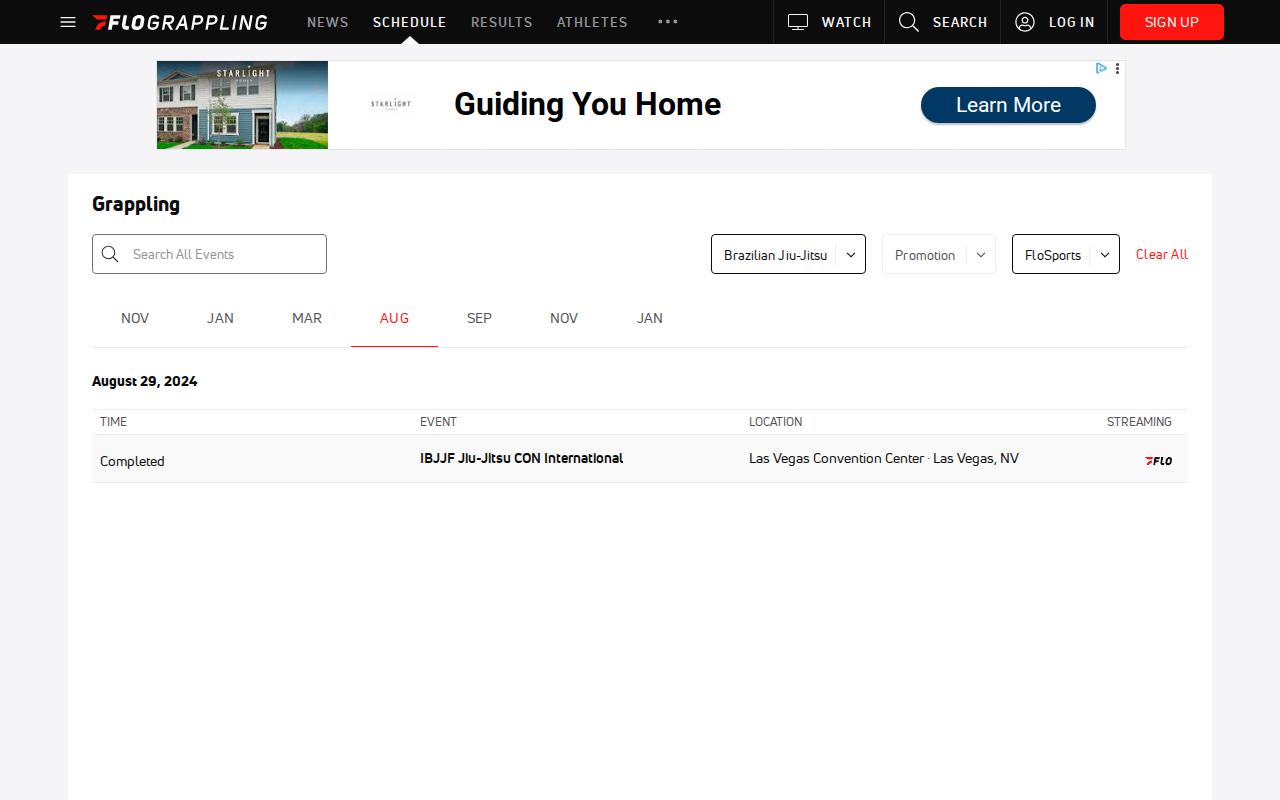 FLOGRAPPLING NEWS SCHEDULE RESULTS ATHLETES WATCH SEARCH LOG IN SIGN UP
STARLIGHT
HOMES
STARLIGHT
Guiding You Home
Learn More
Grappling
Search All Events
Brazilian Jiu-Jitsu
Promotion
FloSports
Clear All
NOV JAN MAR AUG SEP NOV JAN
August 29, 2024
TIME EVENT LOCATION STREAMING
Completed IBJJF Jiu-Jitsu CON International Las Vegas Convention Center · Las Vegas, NV FLO